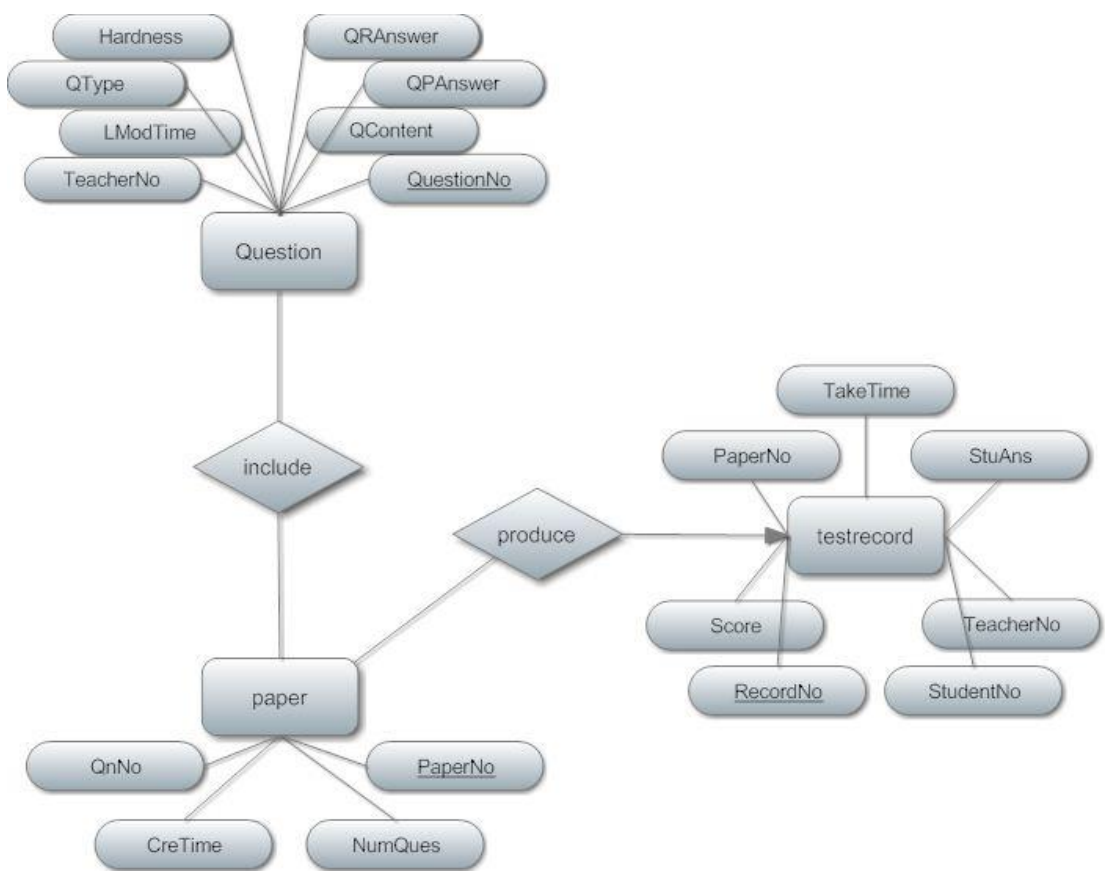 Hardness
QRAnswer
QType
QPAnswer
LModTime
QContent
TeacherNo
QuestionNo
Question
include
TakeTime
PaperNo
StuAns
produce
testrecord
Score
TeacherNo
RecordNo
StudentNo
paper
QnNo
PaperNo
CreTime
NumQues